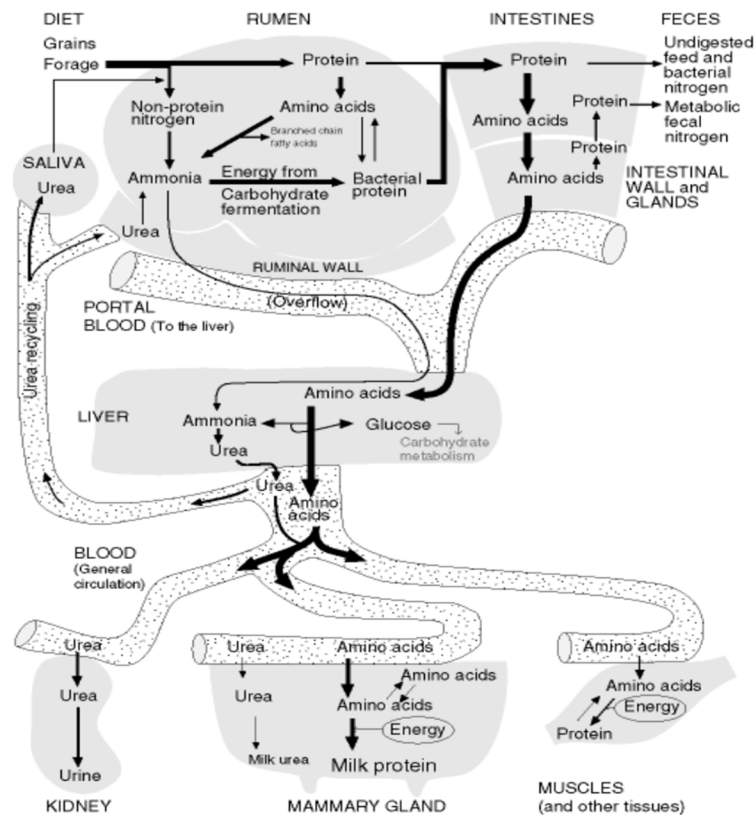 DIET
RUMEN
INTESTINES
FECES
Grains
Forage
Protein
Protein
Undigested
feed and
bacterial
nitrogen
Non-protein
nitrogen
Amino acids
Branched chain
fatty acids
Amino acids
Protein
Protein
Metabolic
fecal
nitrogen
SALIVA
Urea
Ammonia
Energy from
Carbohydrate
fermentation
Bacterial
protein
Amino acids
INTESTINAL
WALL and
GLANDS
Urea
RUMINAL WALL
(Overflow)
PORTAL
BLOOD (To the liver)
Urea recycling
LIVER
Amino acids
Ammonia
Glucose
Carbohydrate
metabolism
Urea
Urea
Amino
acids
BLOOD
(General
circulation)
Urea
Urea
Amino acids
Amino acids
Urea
Urea
Amino acids
Amino acids
Amino acids
Energy
Energy
Protein
Urine
Milk urea
Milk protein
KIDNEY
MAMMARY GLAND
MUSCLES
(and other tissues)